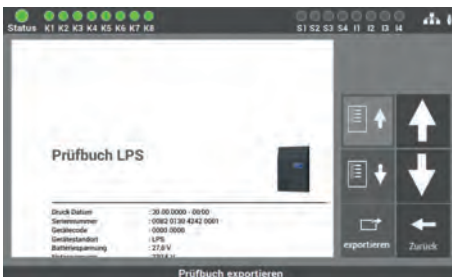 Status K1 K2 K3 K4 K5 K6 K7 K8 S1 S2 S3 S4 I1 I2 I3 I4
Prüfbuch LPS
Druck Datum : 30.00.0000 - 00:00
Seriennummer : 0082 0130 4242 0001
Gerätecode : 0000 0000
Gerätestandort : LPS
Batteriespannung : 27,0 V
exportieren Zurück
Prüfbuch exportieren